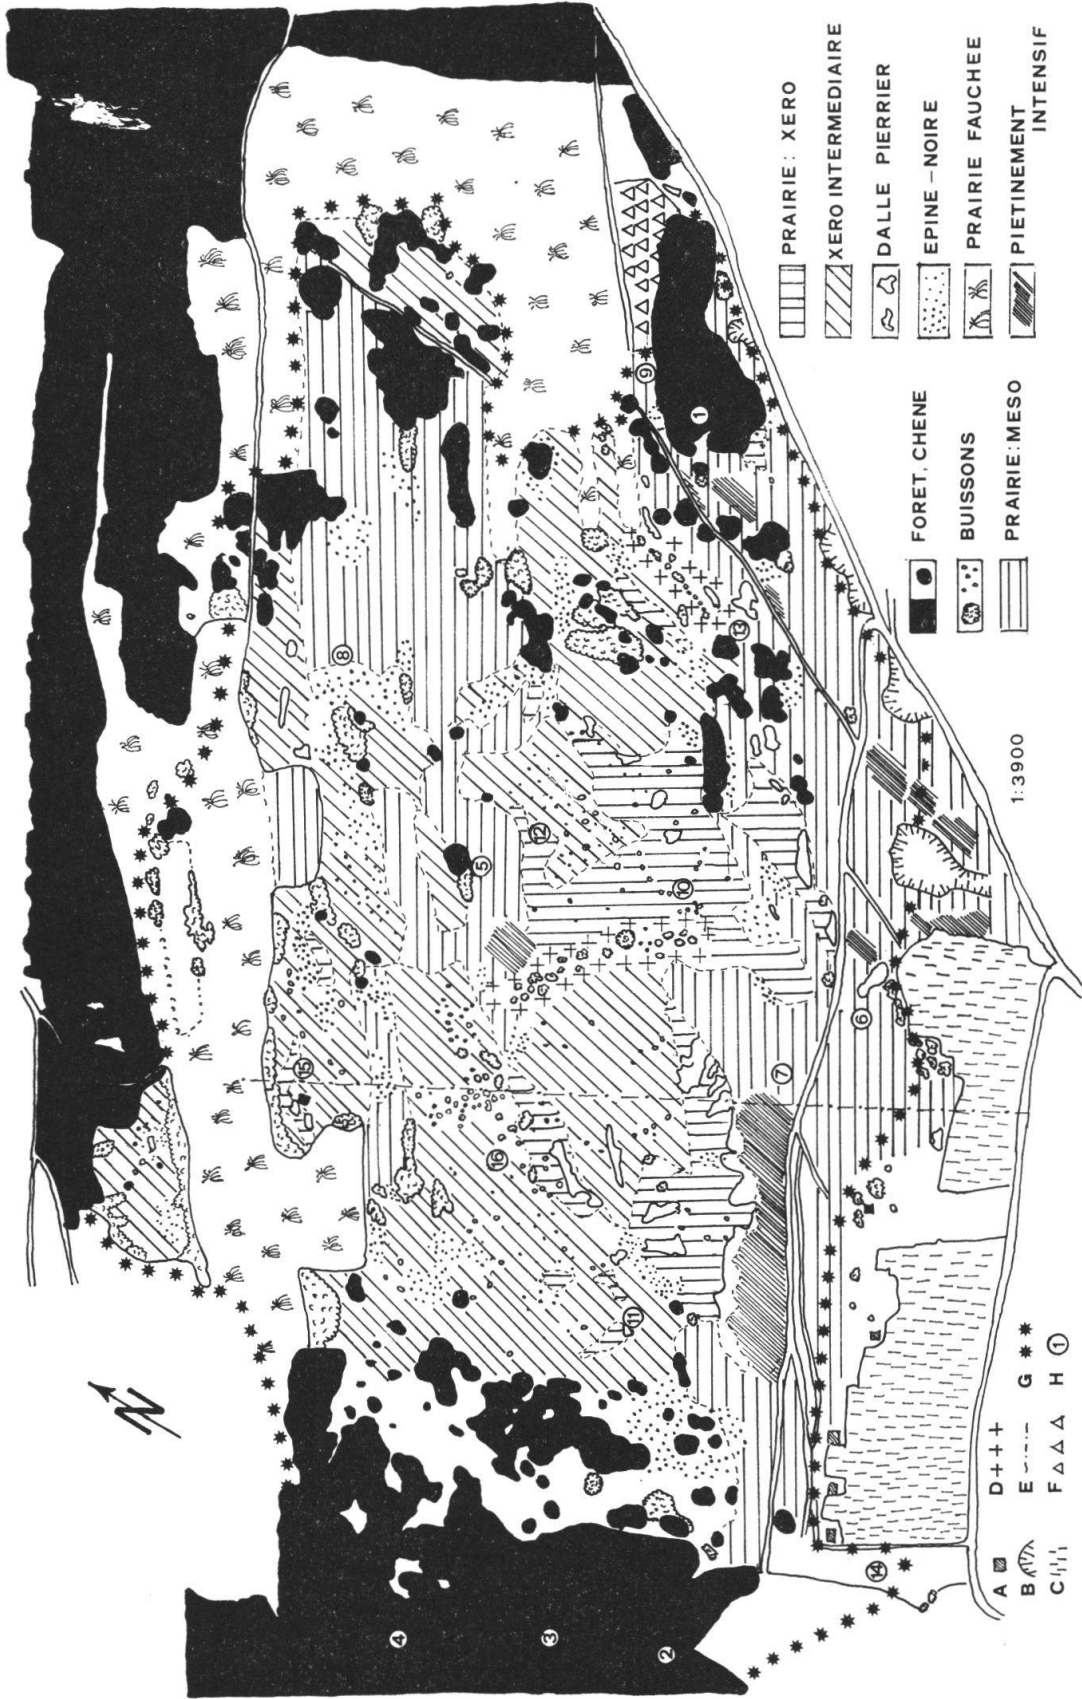 N
1
2
3
4
5
6
7
8
9
10
11
12
13
14
15
16
FORET, CHENE
BUISSONS
PRAIRIE: MESO
PRAIRIE: XERO
XERO INTERMEDIAIRE
DALLE PIERRIER
EPINE-NOIRE
PRAIRIE FAUCHEE
PIETINEMENT
INTENSIF
1:3900
A D
B E G
C F H 1